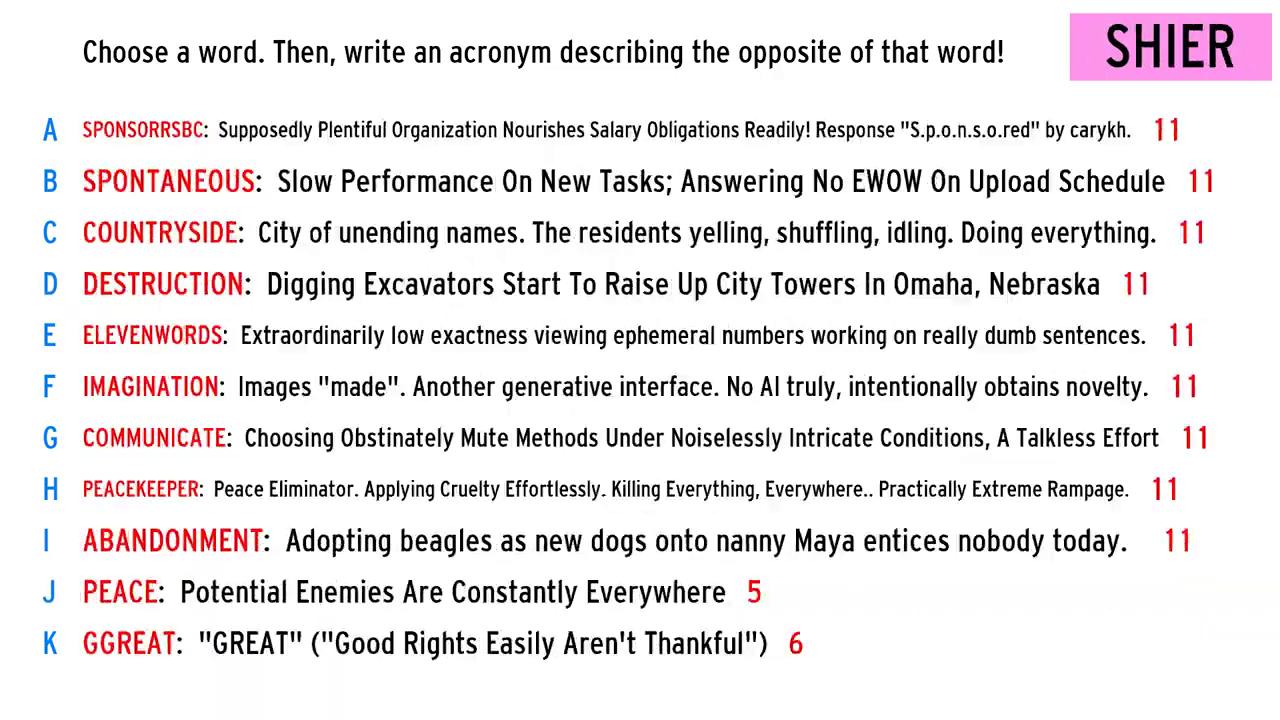 Choose a word. Then, write an acronym describing the opposite of that word!
SHIER
A SPONSORRSBC: Supposedly Plentiful Organization Nourishes Salary Obligations Readily! Response "S.p.o.n.s.o.red" by carykh. 11
B SPONTANEOUS: Slow Performance On New Tasks; Answering No EWOW On Upload Schedule 11
C COUNTRYSIDE: City of unending names. The residents yelling, shuffling, idling. Doing everything. 11
D DESTRUCTION: Digging Excavators Start To Raise Up City Towers In Omaha, Nebraska 11
E ELEVENWORDS: Extraordinarily low exactness viewing ephemeral numbers working on really dumb sentences. 11
F IMAGINATION: Images "made". Another generative interface. No AI truly, intentionally obtains novelty. 11
G COMMUNICATE: Choosing Obstinately Mute Methods Under Noiselessly Intricate Conditions, A Talkless Effort 11
H PEACEKEEPER: Peace Eliminator. Applying Cruelty Effortlessly. Killing Everything, Everywhere.. Practically Extreme Rampage. 11
I ABANDONMENT: Adopting beagles as new dogs onto nanny Maya entices nobody today. 11
J PEACE: Potential Enemies Are Constantly Everywhere 5
K GGREAT: "GREAT" ("Good Rights Easily Aren't Thankful") 6